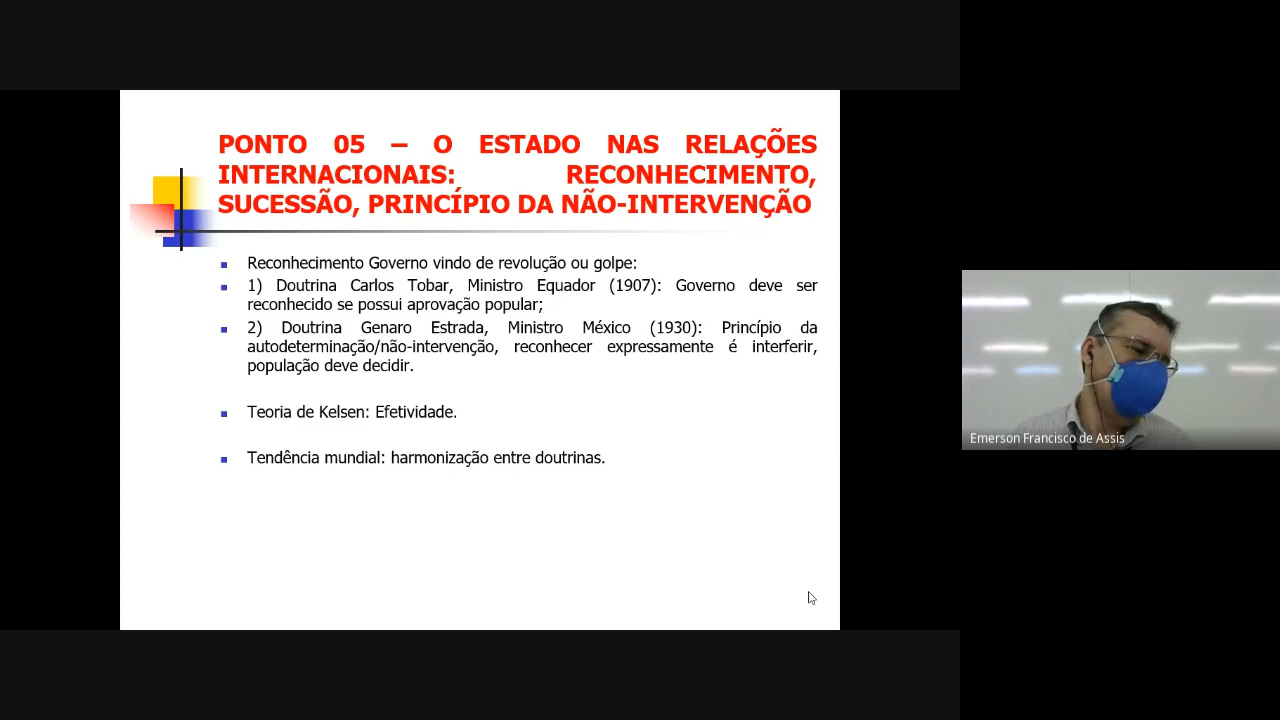 PONTO 05 – O ESTADO NAS RELAÇÕES
INTERNACIONAIS: RECONHECIMENTO,
SUCESSÃO, PRINCÍPIO DA NÃO-INTERVENÇÃO
Reconhecimento Governo vindo de revolução ou golpe:
1) Doutrina Carlos Tobar, Ministro Equador (1907): Governo deve ser
reconhecido se possui aprovação popular;
2) Doutrina Genaro Estrada, Ministro México (1930): Princípio da
autodeterminação/não-intervenção, reconhecer expressamente é interferir,
população deve decidir.
Teoria de Kelsen: Efetividade.
Tendência mundial: harmonização entre doutrinas.
Emerson Francisco de Assis